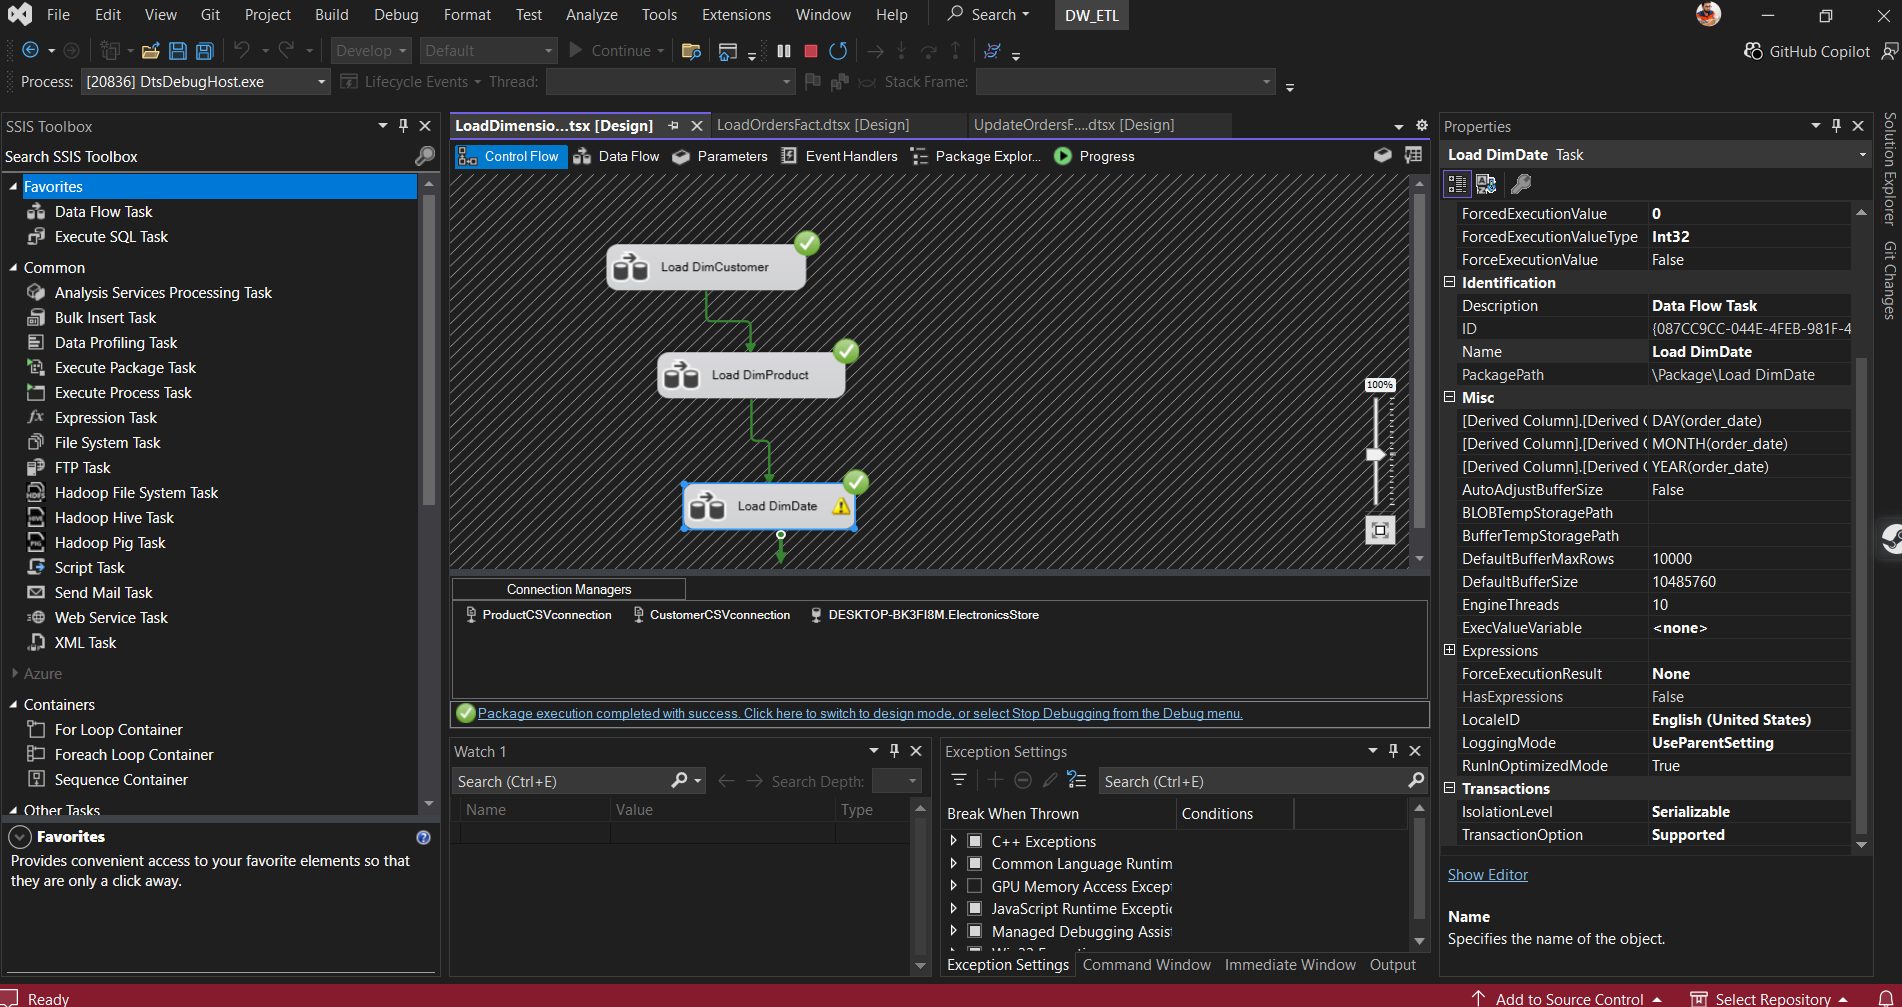 File Edit View Git Project Build Debug Format Test Analyze Tools Extensions Window Help Search DW_ETL
Develop Default Continue GitHub Copilot
Process: [20836] DtsDebugHost.exe Lifecycle Events Thread: Stack Frame:
SSIS Toolbox
Search SSIS Toolbox
Favorites
Data Flow Task
Execute SQL Task
Common
Analysis Services Processing Task
Bulk Insert Task
Data Profiling Task
Execute Package Task
Execute Process Task
Expression Task
File System Task
FTP Task
Hadoop File System Task
Hadoop Hive Task
Hadoop Pig Task
Script Task
Send Mail Task
Web Service Task
XML Task
Azure
Containers
For Loop Container
Foreach Loop Container
Sequence Container
Other Tasks
Favorites
Provides convenient access to your favorite elements so that
they are only a click away.
LoadDimensio...tsx [Design] LoadOrdersFact.dtsx [Design] UpdateOrdersF....dtsx [Design]
Control Flow Data Flow Parameters Event Handlers Package Explor... Progress
Load DimCustomer
Load DimProduct
Load DimDate
100%
Connection Managers
ProductCSVconnection CustomerCSVconnection DESKTOP-BK3FI8M.ElectronicsStore
Package execution completed with success. Click here to switch to design mode, or select Stop Debugging from the Debug menu.
Watch 1
Search (Ctrl+E) Search Depth:
Name Value Type
Exception Settings
Search (Ctrl+E)
Break When Thrown Conditions
C++ Exceptions
Common Language Runtim
GPU Memory Access Except
JavaScript Runtime Exceptio
Managed Debugging Assist
Exception Settings Command Window Immediate Window Output
Properties
Load DimDate Task
ForcedExecutionValue 0
ForcedExecutionValueType Int32
ForceExecutionValue False
Identification
Description Data Flow Task
ID {087CC9CC-044E-4FEB-981F-4
Name Load DimDate
PackagePath \Package\Load DimDate
Misc
[Derived Column].[Derived C DAY(order_date)
[Derived Column].[Derived C MONTH(order_date)
[Derived Column].[Derived C YEAR(order_date)
AutoAdjustBufferSize False
BLOBTempStoragePath
BufferTempStoragePath
DefaultBufferMaxRows 10000
DefaultBufferSize 10485760
EngineThreads 10
ExecValueVariable <none>
Expressions
ForceExecutionResult None
HasExpressions False
LocaleID English (United States)
LoggingMode UseParentSetting
RunInOptimizedMode True
Transactions
IsolationLevel Serializable
TransactionOption Supported
Show Editor
Name
Specifies the name of the object.
Solution Explorer
Git Changes
Ready Add to Source Control Select Repository